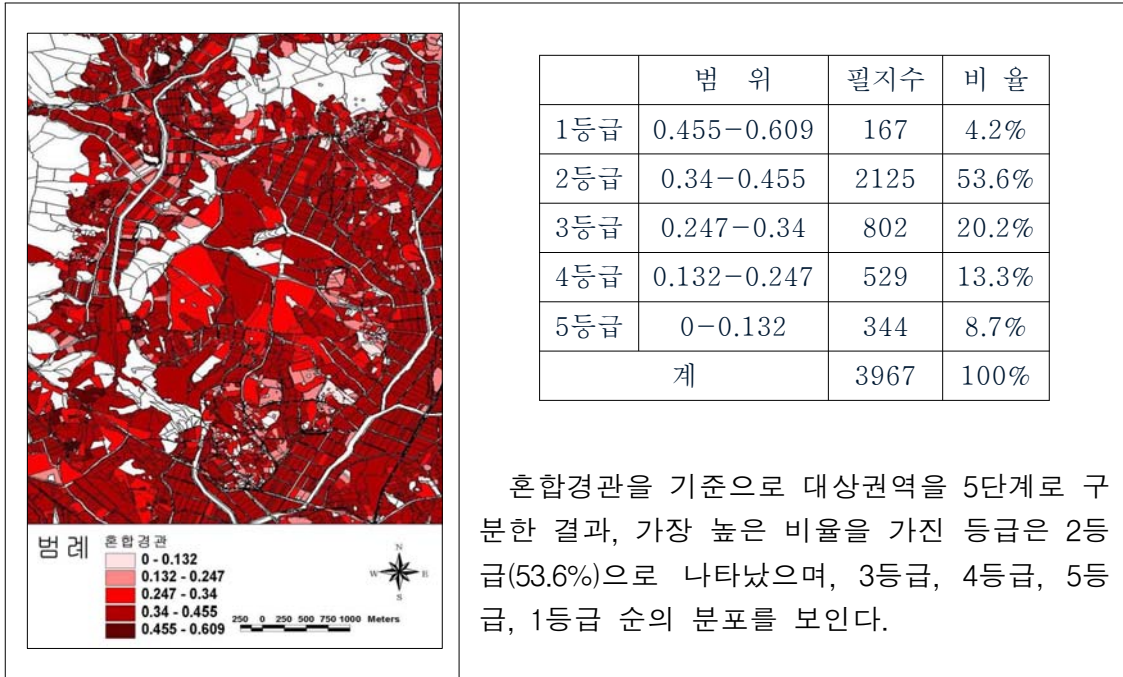 범 위 필지수 비 율
1등급 0.455-0.609 167 4.2%
2등급 0.34-0.455 2125 53.6%
3등급 0.247-0.34 802 20.2%
4등급 0.132-0.247 529 13.3%
5등급 0-0.132 344 8.7%
계 3967 100%
혼합경관을 기준으로 대상권역을 5단계로 구
분한 결과, 가장 높은 비율을 가진 등급은 2등
급(53.6%)으로 나타났으며, 3등급, 4등급, 5등
급, 1등급 순의 분포를 보인다.
범 례 혼합경관
0 - 0.132
0.132 - 0.247
0.247 - 0.34
0.34 - 0.455
0.455 - 0.609
N
W E
S
250 0 250 500 750 1000 Meters